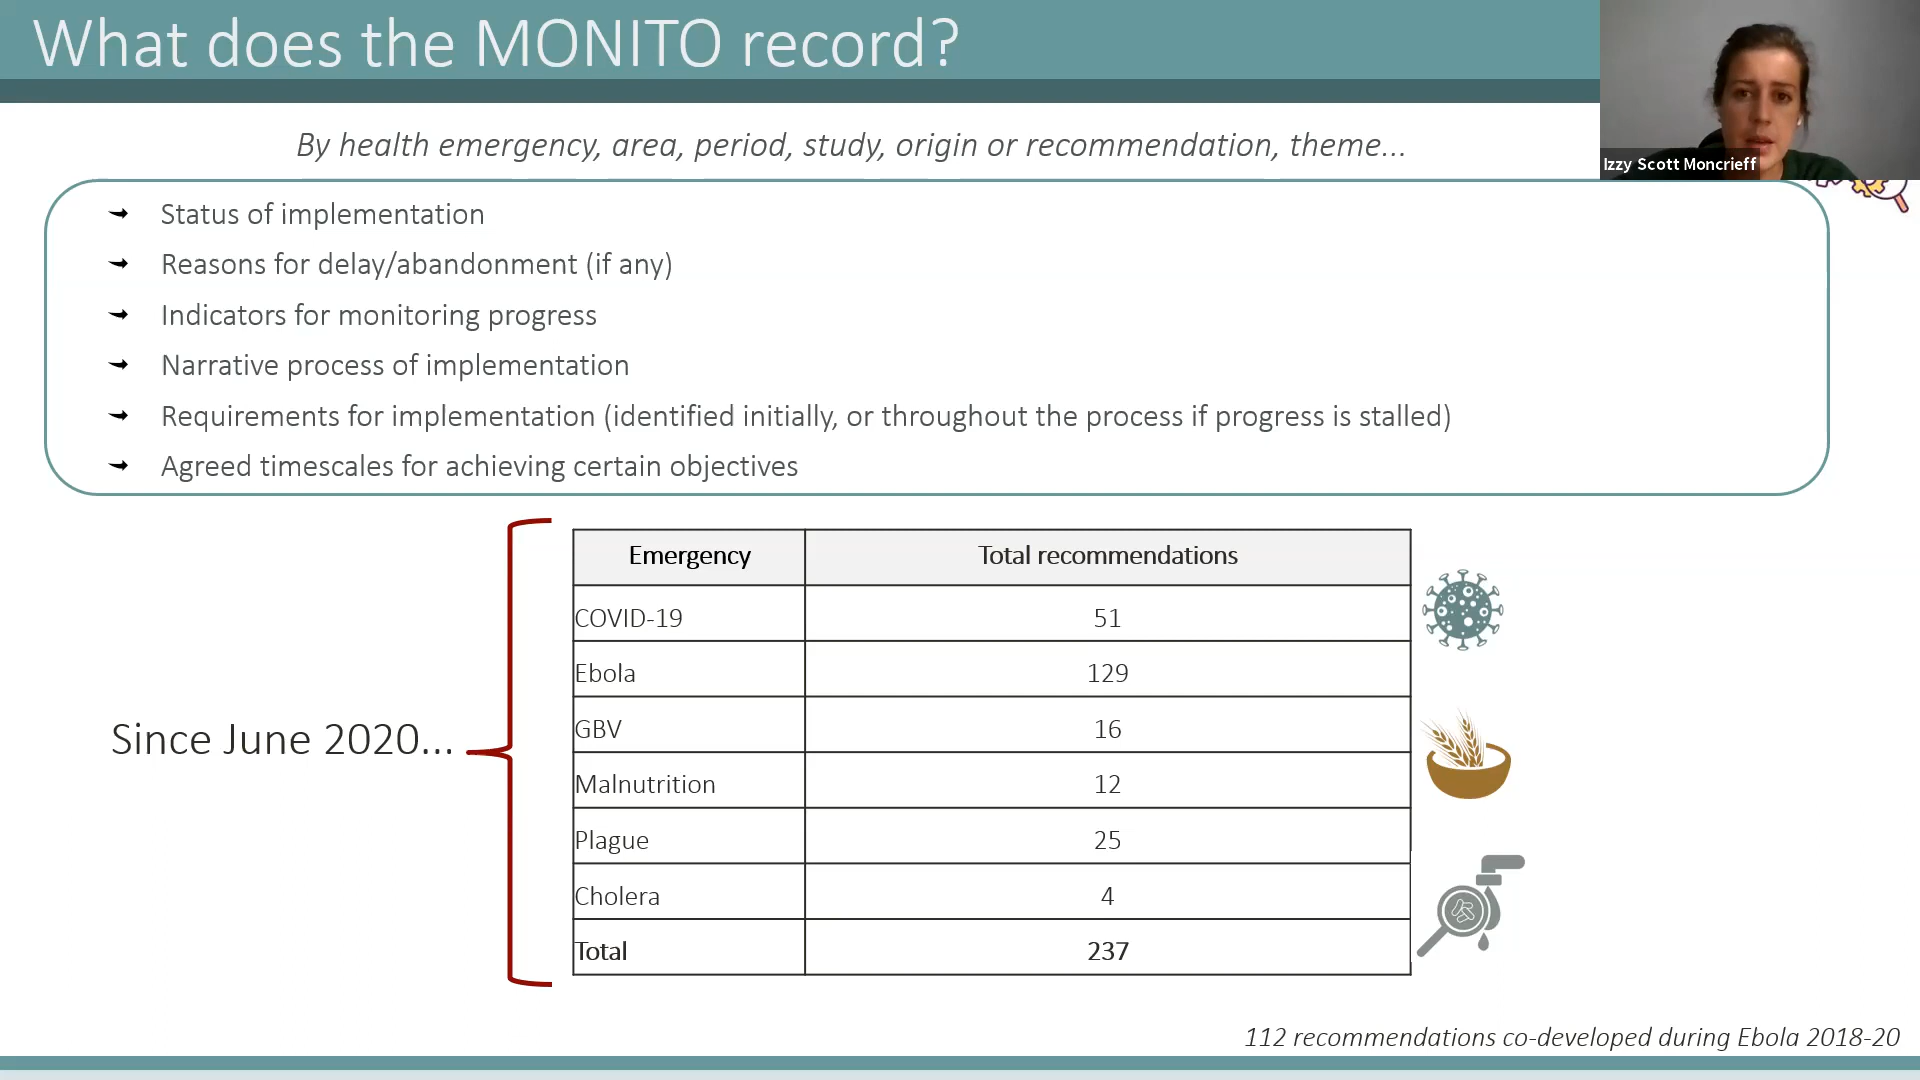 What does the MONITO record?
Izzy Scott Moncrieff
By health emergency, area, period, study, origin or recommendation, theme...
Status of implementation
Reasons for delay/abandonment (if any)
Indicators for monitoring progress
Narrative process of implementation
Requirements for implementation (identified initially, or throughout the process if progress is stalled)
Agreed timescales for achieving certain objectives
Since June 2020...
Emergency Total recommendations
COVID-19 51
Ebola 129
GBV 16
Malnutrition 12
Plague 25
Cholera 4
Total 237
112 recommendations co-developed during Ebola 2018-20